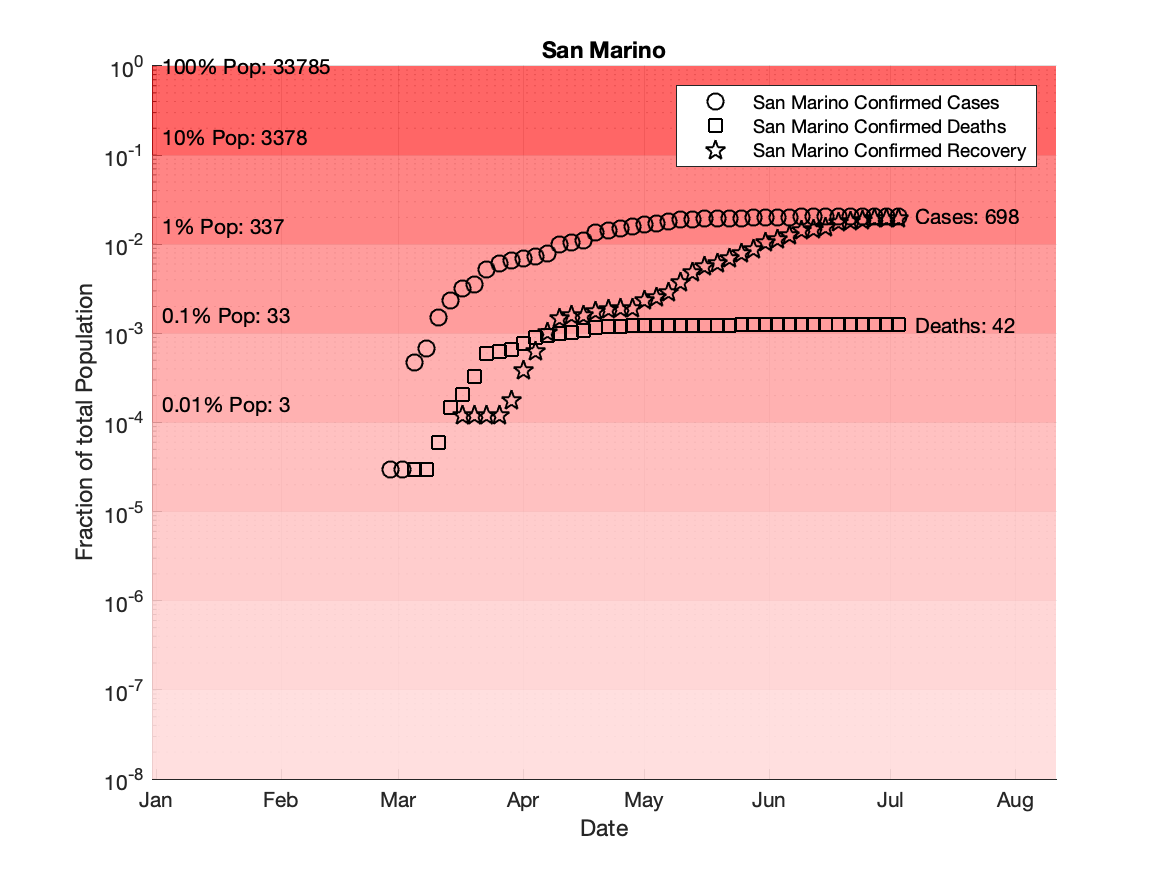 San Marino
10^0
10^-1
10^-2
10^-3
10^-4
10^-5
10^-6
10^-7
10^-8
Fraction of total Population
100% Pop: 33785
10% Pop: 3378
1% Pop: 337
0.1% Pop: 33
0.01% Pop: 3
San Marino Confirmed Cases
San Marino Confirmed Deaths
San Marino Confirmed Recovery
Cases: 698
Deaths: 42
Jan Feb Mar Apr May Jun Jul Aug
Date